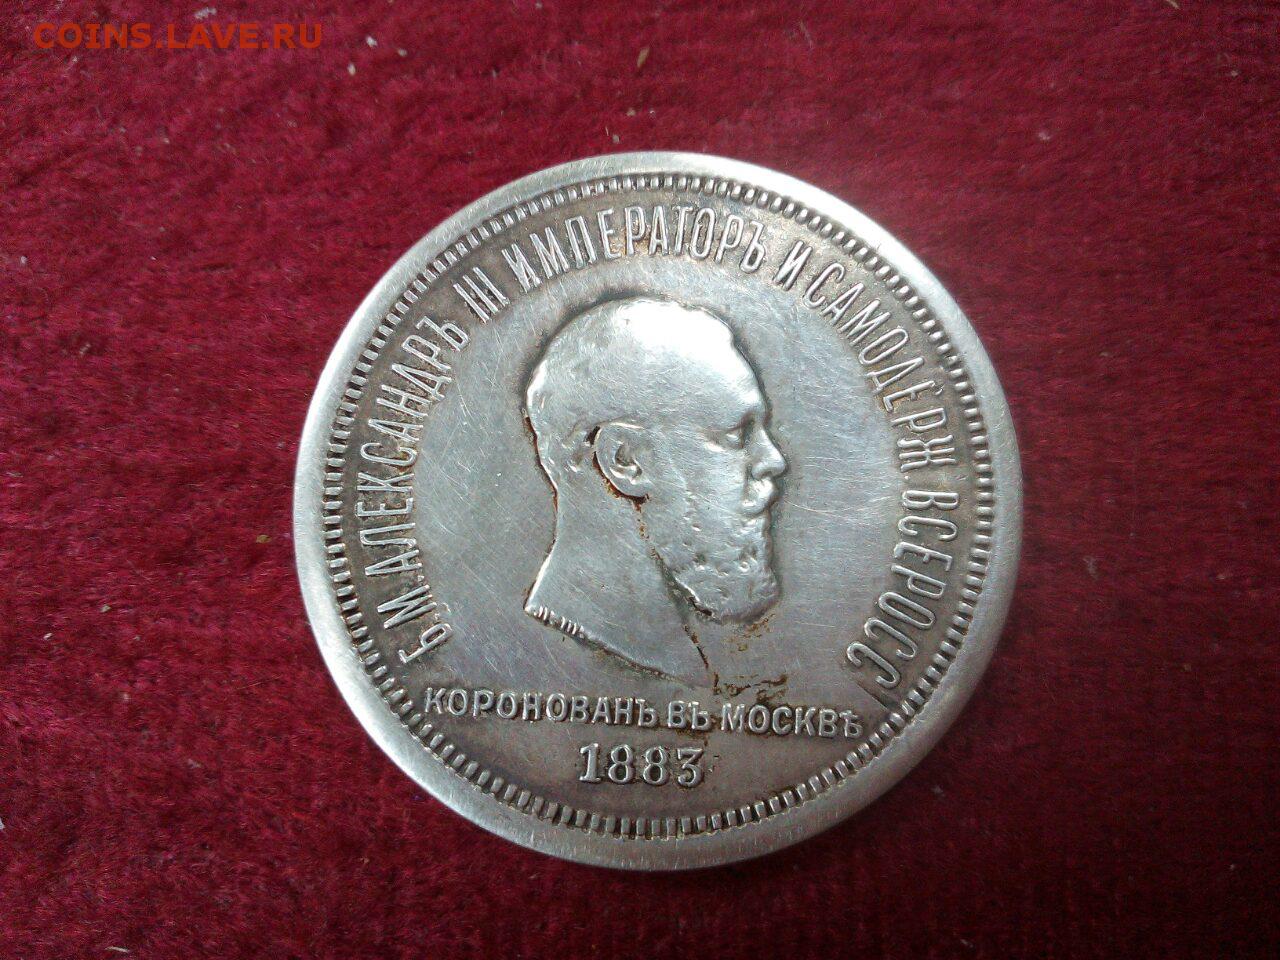 COINS.LAVE.RU
Б.М.АЛЕКСАНДРЪ III ИМПЕРАТОРЪ И САМОДЕРЖ. ВСЕРОСС.
КОРОНОВАНЪ ВЪ МОСКВѢ
1883